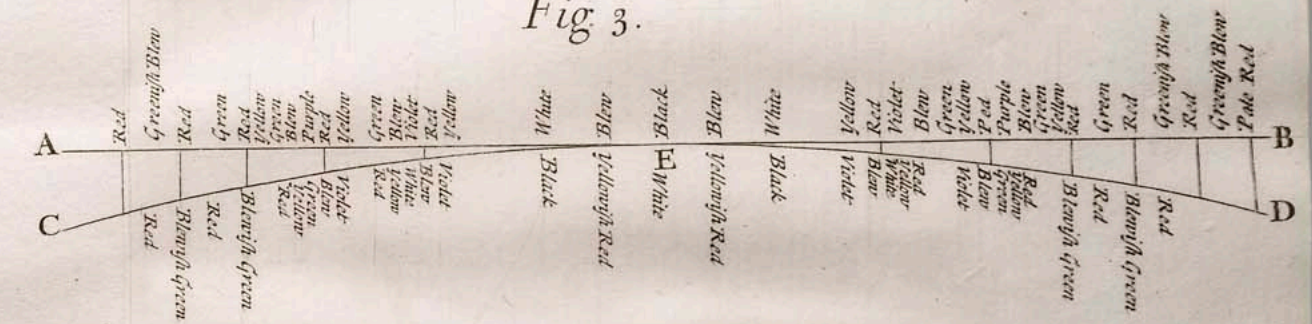 Fig. 3.
Red
Greenish Blew
Red
Green
Red
Yellow
Green
Blew
Purple
Red
Yellow
Green
Blew
Violet
Red
Yellow
White
Blew
Black
Blew
White
Yellow
Red
Violet
Blew
Green
Yellow
Red
Purple
Blew
Green
Yellow
Red
Green
Red
Greenish Blew
Red
Greenish Blew
Pale Red
A
B
E
C
D
Red
Blewish Green
Red
Blewish Green
Red
Yellow
Green
Blew
Violet
Red
Yellow
White
Blew
Violet
Black
Yellowish Red
White
Yellowish Red
Black
Violet
Blew
White
Yellow
Red
Violet
Blew
Green
Yellow
Red
Blewish Green
Red
Blewish Green
Red